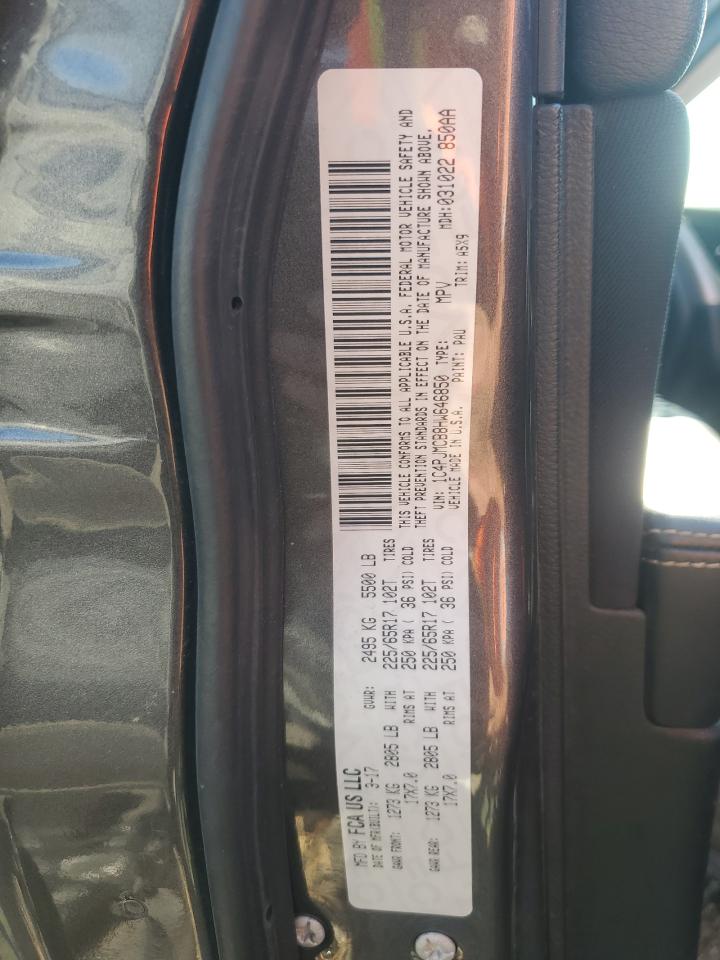 MFD BY FCA US LLC
DATE OF MFR(BUILT): 3-17 GVWR: 2495 KG ( 5500 LB
GAWR FRONT: 1273 KG 2805 LB WITH 225/65R17 102T TIRES
17X7.0 RIMS AT 250 KPA ( 36 PSI) COLD
GAWR REAR: 1273 KG 2805 LB WITH 225/65R17 102T TIRES
17X7.0 RIMS AT 250 KPA ( 36 PSI) COLD
THIS VEHICLE CONFORMS TO ALL APPLICABLE U.S.A. FEDERAL MOTOR VEHICLE SAFETY AND
THEFT PREVENTION STANDARDS IN EFFECT ON THE DATE OF MANUFACTURE SHOWN ABOVE.
VIN: 1C4PJMCB8HW646850 TYPE: MPV MDH:031022 850AA
VEHICLE MADE IN U.S.A. PAINT: PAU TRIM: A5X9